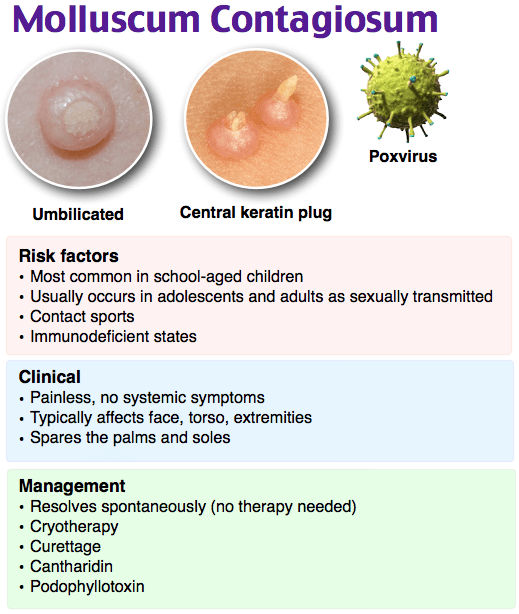 Molluscum Contagiosum
Poxvirus
Umbilicated
Central keratin plug
Risk factors
• Most common in school-aged children
• Usually occurs in adolescents and adults as sexually transmitted
• Contact sports
• Immunodeficient states
Clinical
• Painless, no systemic symptoms
• Typically affects face, torso, extremities
• Spares the palms and soles
Management
• Resolves spontaneously (no therapy needed)
• Cryotherapy
• Curettage
• Cantharidin
• Podophyllotoxin